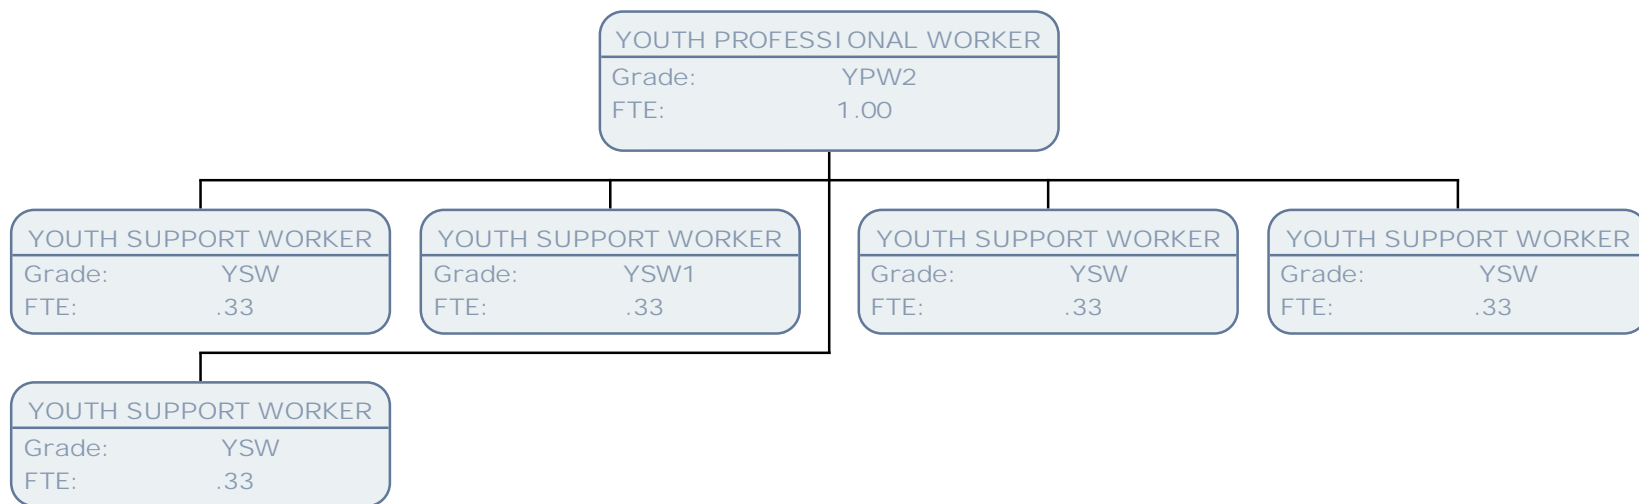 YOUTH PROFESSIONAL WORKER
Grade: YPW2
FTE: 1.00
YOUTH SUPPORT WORKER
Grade: YSW
FTE: .33
YOUTH SUPPORT WORKER
Grade: YSW1
FTE: .33
YOUTH SUPPORT WORKER
Grade: YSW
FTE: .33
YOUTH SUPPORT WORKER
Grade: YSW
FTE: .33
YOUTH SUPPORT WORKER
Grade: YSW
FTE: .33